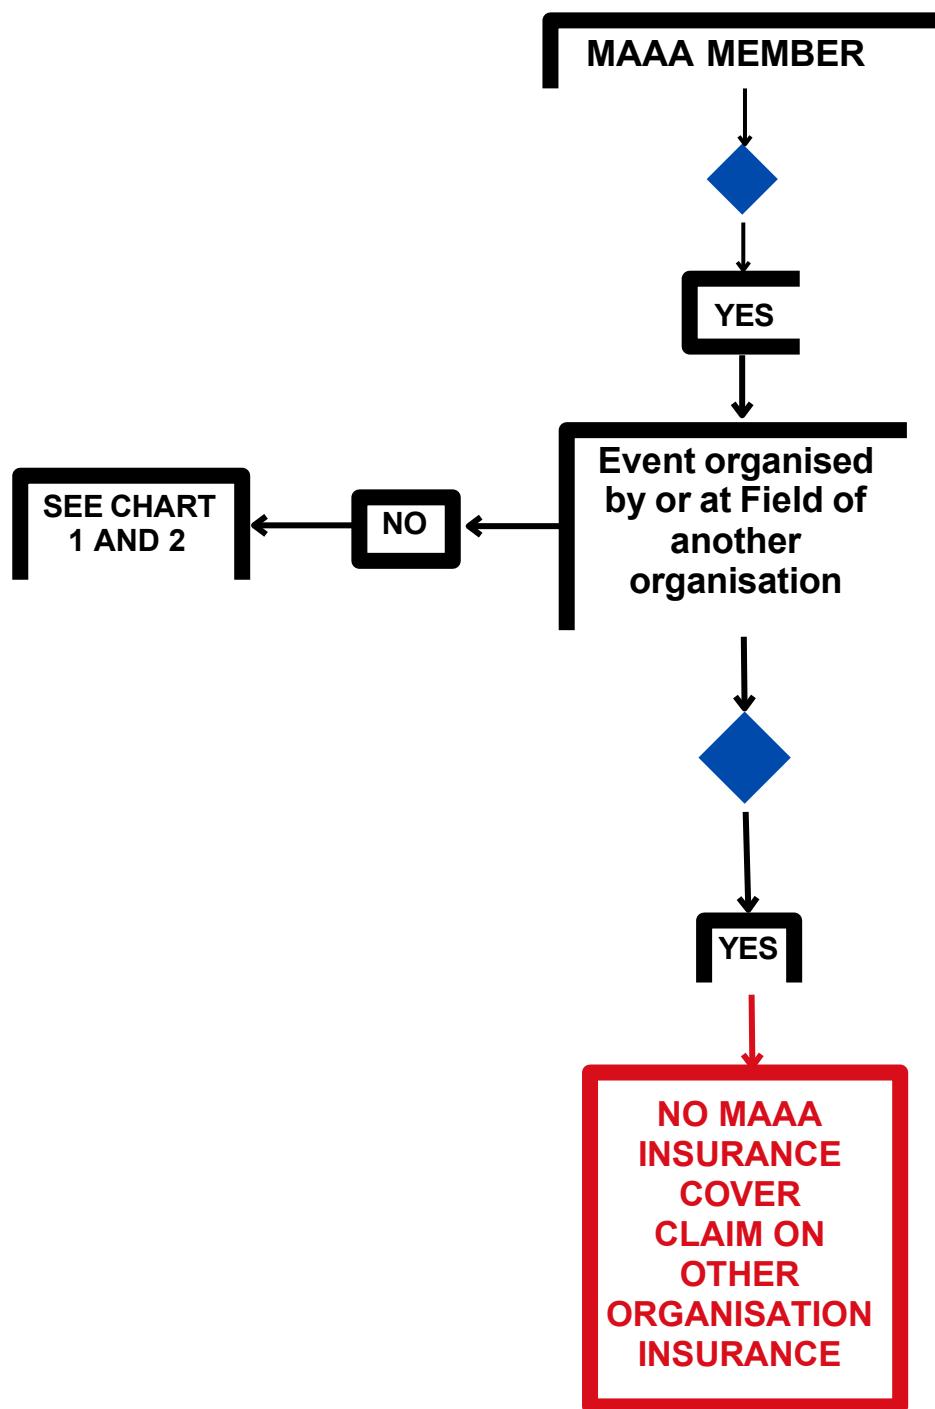 MAAA MEMBER
YES
Event organised
by or at Field of
another
organisation
NO
SEE CHART
1 AND 2
YES
NO MAAA
INSURANCE
COVER
CLAIM ON
OTHER
ORGANISATION
INSURANCE